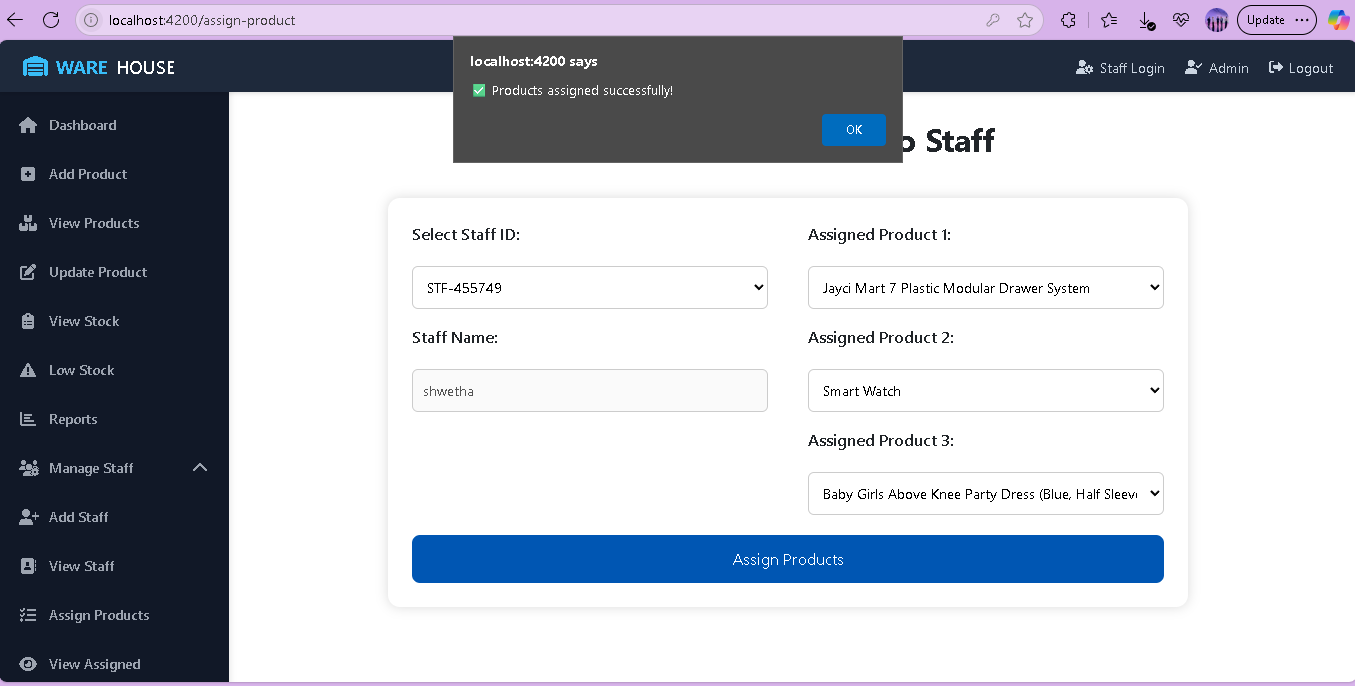 localhost:4200/assign-product
Update
WARE HOUSE
Staff Login
Admin
Logout
localhost:4200 says
✅ Products assigned successfully!
OK
o Staff
Dashboard
Add Product
View Products
Update Product
View Stock
Low Stock
Reports
Manage Staff
Add Staff
View Staff
Assign Products
View Assigned
Select Staff ID:
STF-455749
Staff Name:
shwetha
Assigned Product 1:
Jayci Mart 7 Plastic Modular Drawer System
Assigned Product 2:
Smart Watch
Assigned Product 3:
Baby Girls Above Knee Party Dress (Blue, Half Sleev
Assign Products